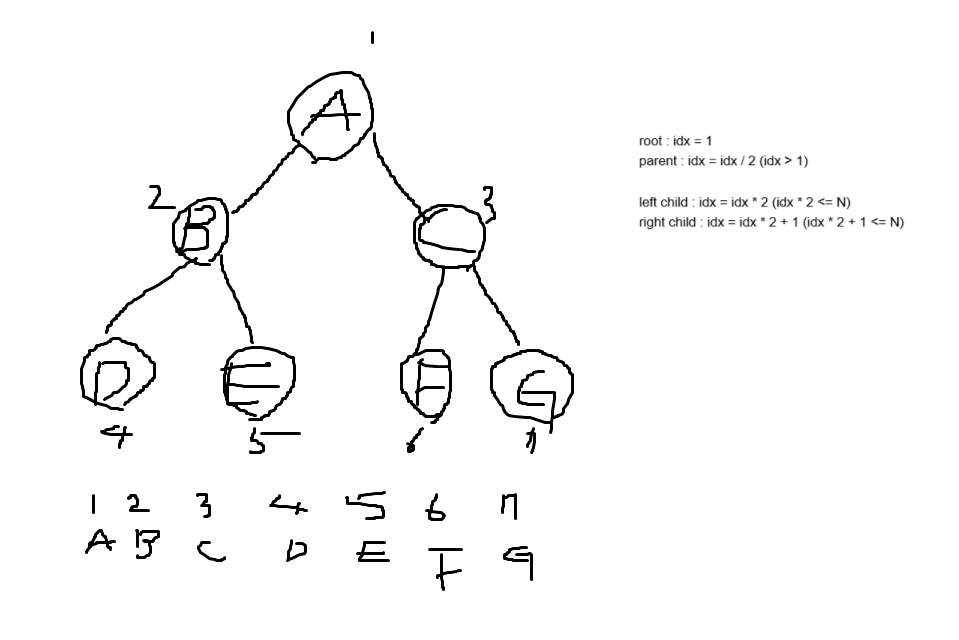 1
A
2
B
3
C
D
E
F
G
4
5
6
7
1 2 3 4 5 6 7
A B C D E F G
root : idx = 1
parent : idx = idx / 2 (idx > 1)
left child : idx = idx * 2 (idx * 2 <= N)
right child : idx = idx * 2 + 1 (idx * 2 + 1 <= N)